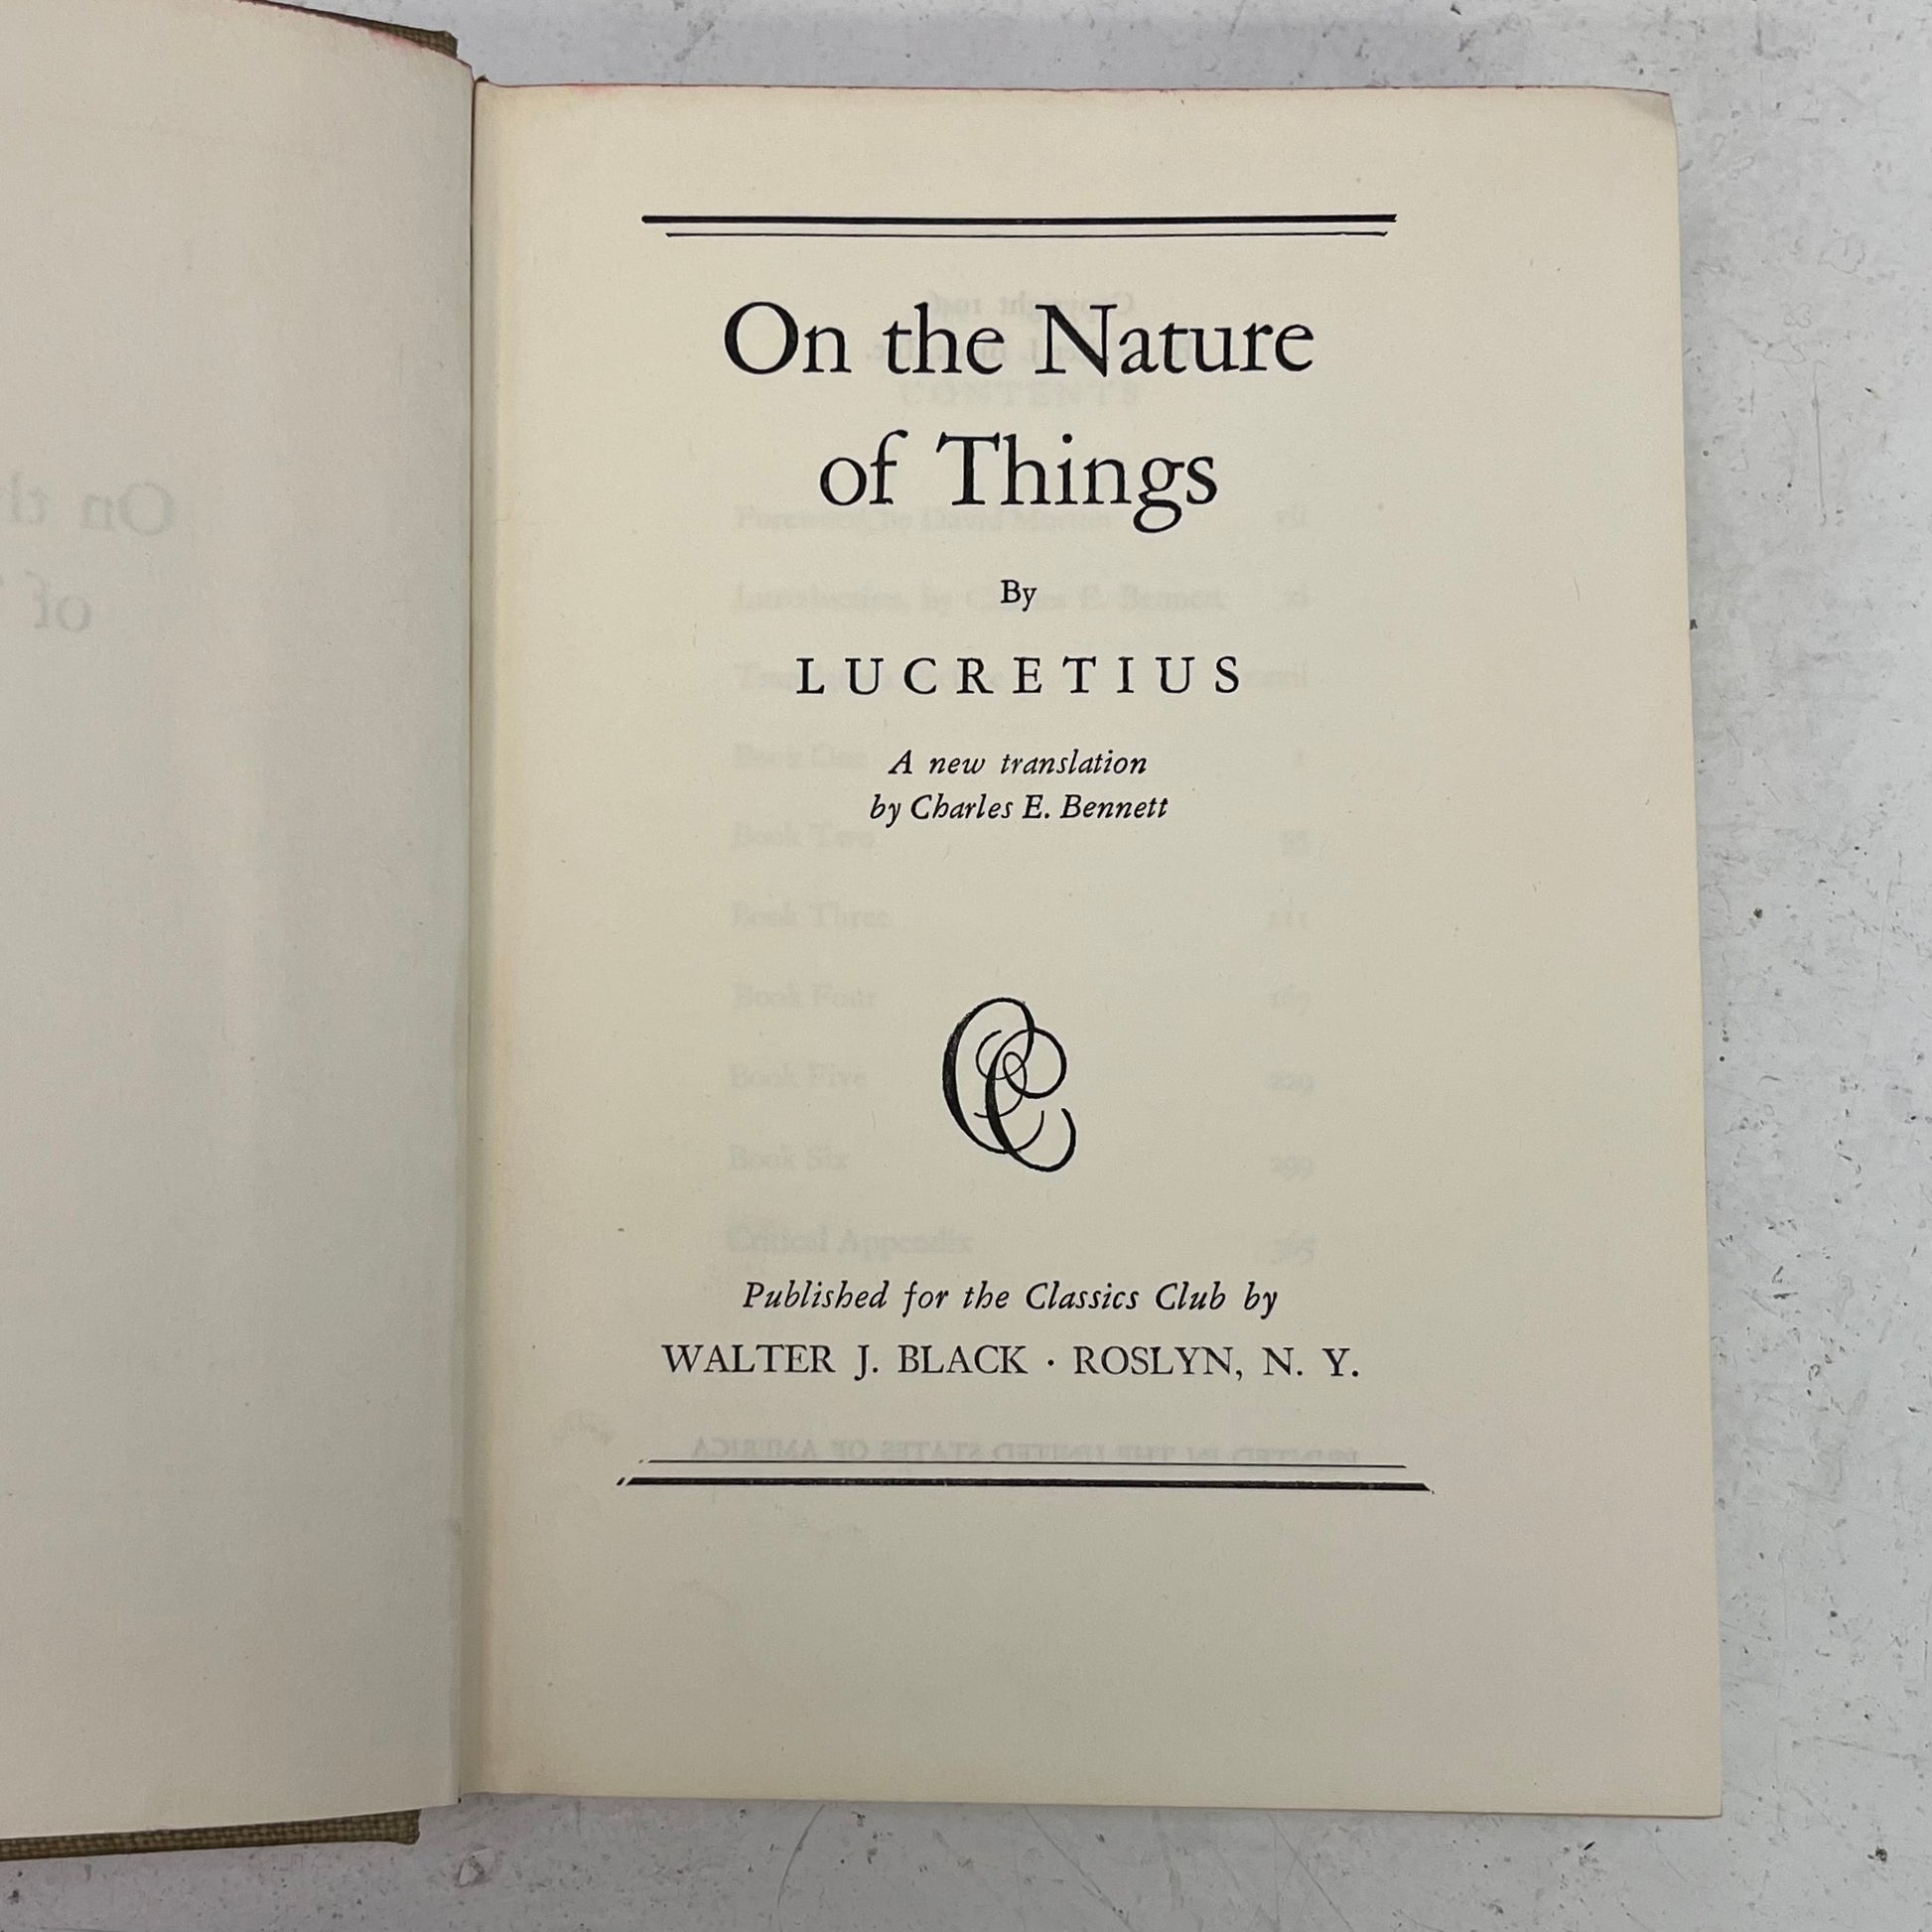 On the Nature
of Things
By
LUCRETIUS
A new translation
by Charles E. Bennett
CC
Published for the Classics Club by
WALTER J. BLACK · ROSLYN, N. Y.